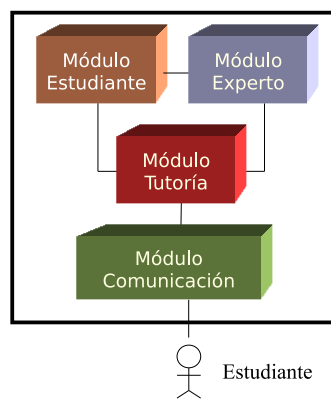 Módulo
Estudiante
Módulo
Experto
Módulo
Tutoría
Módulo
Comunicación
Estudiante